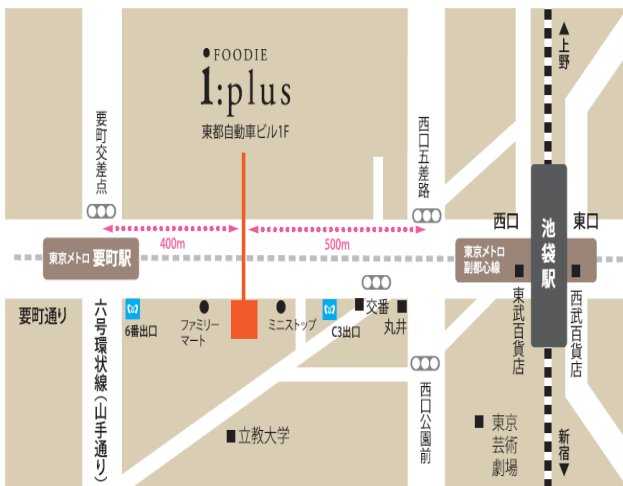 FOODIE
i:plus
東都自動車ビル1F
要町交差点
西口五差路
▲上野
400m
500m
西口
東口
池袋駅
東京メトロ 要町駅
東京メトロ
副都心線
要町通り
6番出口
ファミリー
マート
ミニストップ
C3出口
交番
丸井
東武百貨店
西武百貨店
六号環状線(山手通り)
西口公園前
立教大学
東京
芸術
劇場
新宿▼